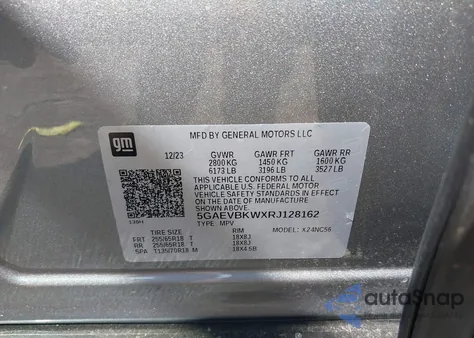 MFD BY GENERAL MOTORS LLC
gm
12/23 GVWR GAWR FRT GAWR RR
2800 KG 1450 KG 1600 KG
6173 LB 3196 LB 3527 LB
THIS VEHICLE CONFORMS TO ALL
APPLICABLE U.S. FEDERAL MOTOR
VEHICLE SAFETY STANDARDS IN EFFECT
ON THE DATE OF MANUFACTURE
SHOWN ABOVE.
5GAEVBKWXRJ128162
TYPE: MPV MODEL:
TIRE SIZE RIM
FRT 255/65R18 T 18X8J
RR 255/65R18 T 18X8J
SPA T135/70R18 M 18X4.5B
autoSnap